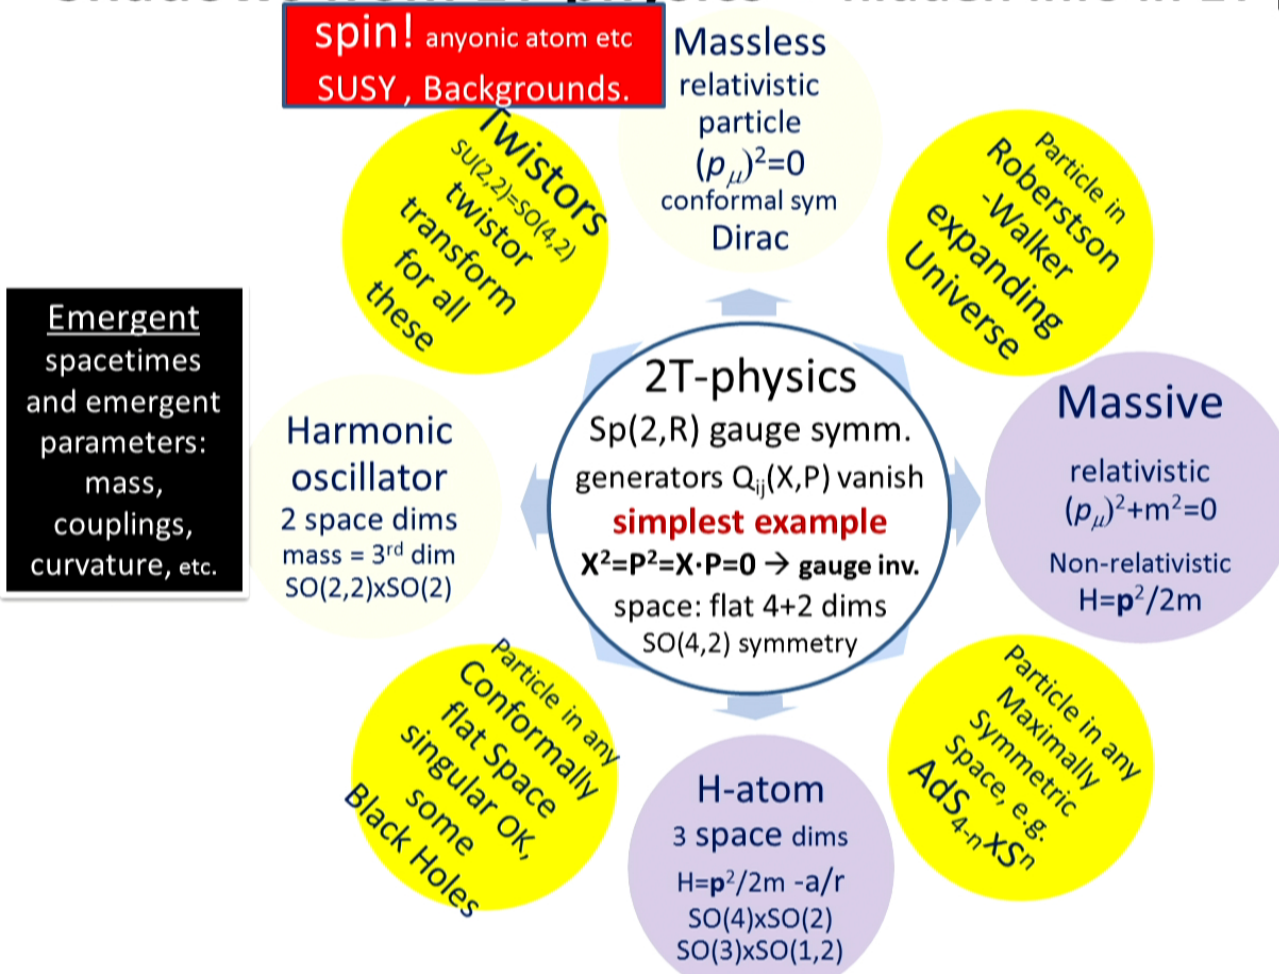 spin! anyonic atom etc
SUSY , Backgrounds.
Massless
relativistic
particle
(pμ)²=0
conformal sym
Dirac
Twistors
SU(2,2)=SO(4,2)
twistor
transform
for all
these
Particle in
Roberstson
-Walker
expanding
Universe
Emergent
spacetimes
and emergent
parameters:
mass,
couplings,
curvature, etc.
Harmonic
oscillator
2 space dims
mass = 3rd dim
SO(2,2)xSO(2)
2T-physics
Sp(2,R) gauge symm.
generators Qij(X,P) vanish
simplest example
X²=P²=X·P=0 → gauge inv.
space: flat 4+2 dims
SO(4,2) symmetry
Massive
relativistic
(pμ)²+m²=0
Non-relativistic
H=p²/2m
Particle in any
Conformally
flat Space
singular OK,
some
Black Holes
H-atom
3 space dims
H=p²/2m -a/r
SO(4)xSO(2)
SO(3)xSO(1,2)
Particle in any
Maximally
Symmetric
Space, e.g.
AdS4-nxSⁿ